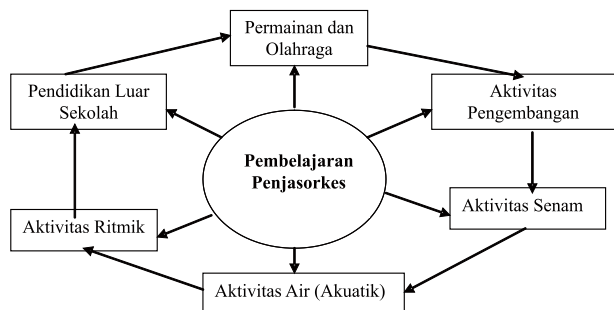 Permainan dan
Olahraga
Pendidikan Luar
Sekolah
Aktivitas
Pengembangan
Pembelajaran
Penjasorkes
Aktivitas Ritmik
Aktivitas Senam
Aktivitas Air (Akuatik)